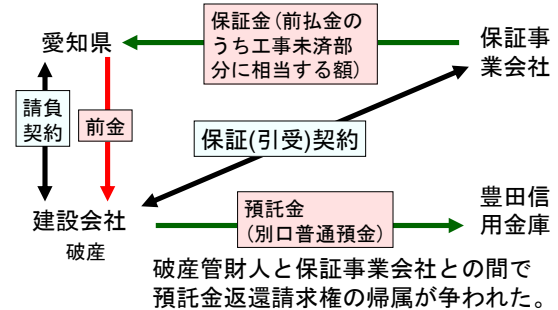 保証金(前払金の
うち工事未済部
分に相当する額)
愛知県
保証事
業会社
請負
契約
前金
保証(引受)契約
建設会社
破産
預託金
(別口普通預金)
豊田信
用金庫
破産管財人と保証事業会社との間で
預託金返還請求権の帰属が争われた。